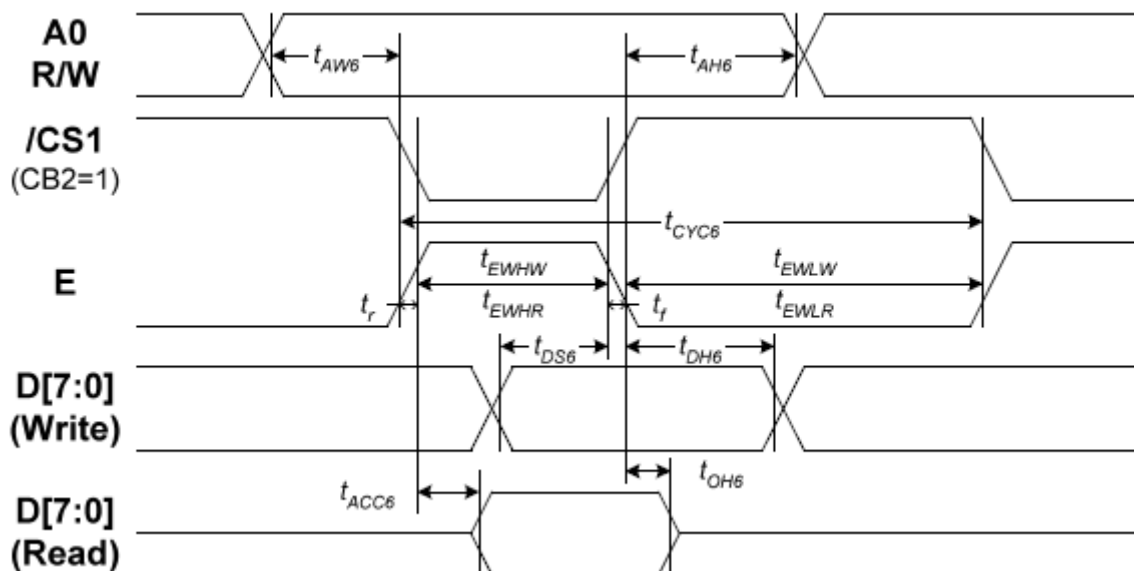 A0
R/W
tAW6
tAH6
/CS1
(CB2=1)
tCYC6
E
tEWHW
tEWLW
tr
tEWHR
tf
tEWLR
tDS6
tDH6
D[7:0]
(Write)
tACC6
tOH6
D[7:0]
(Read)